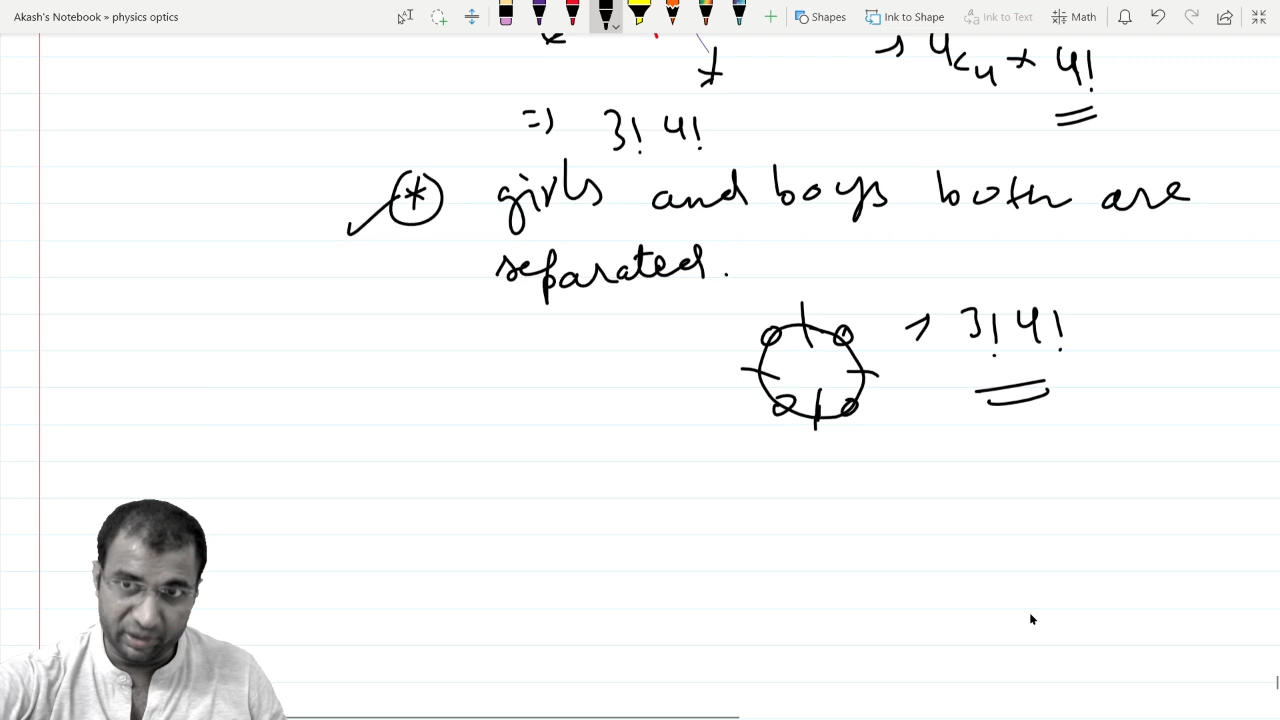 Akash's Notebook » physics optics
Shapes
Ink to Shape
Ink to Text
Math
4C4 × 4!
=> 3! 4!
* girls and boys both are
separated.
3! 4!